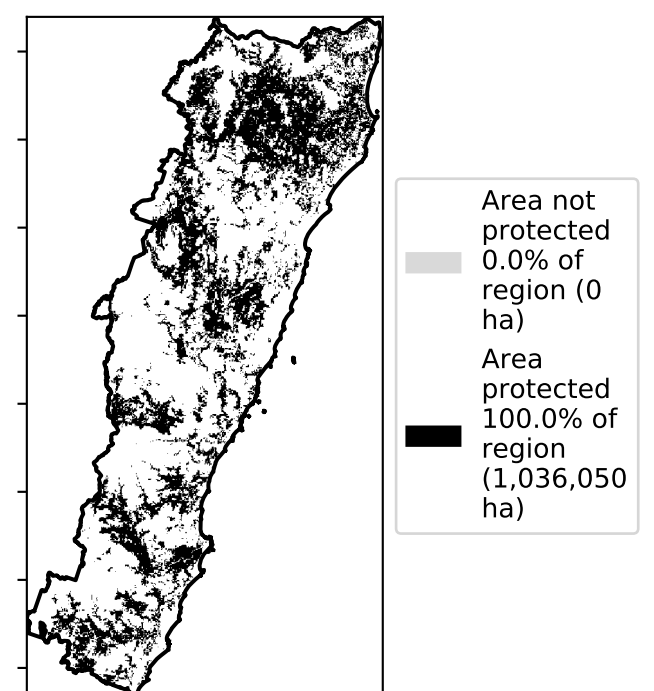 Area not
protected
0.0% of
region (0
ha)
Area
protected
100.0% of
region
(1,036,050
ha)